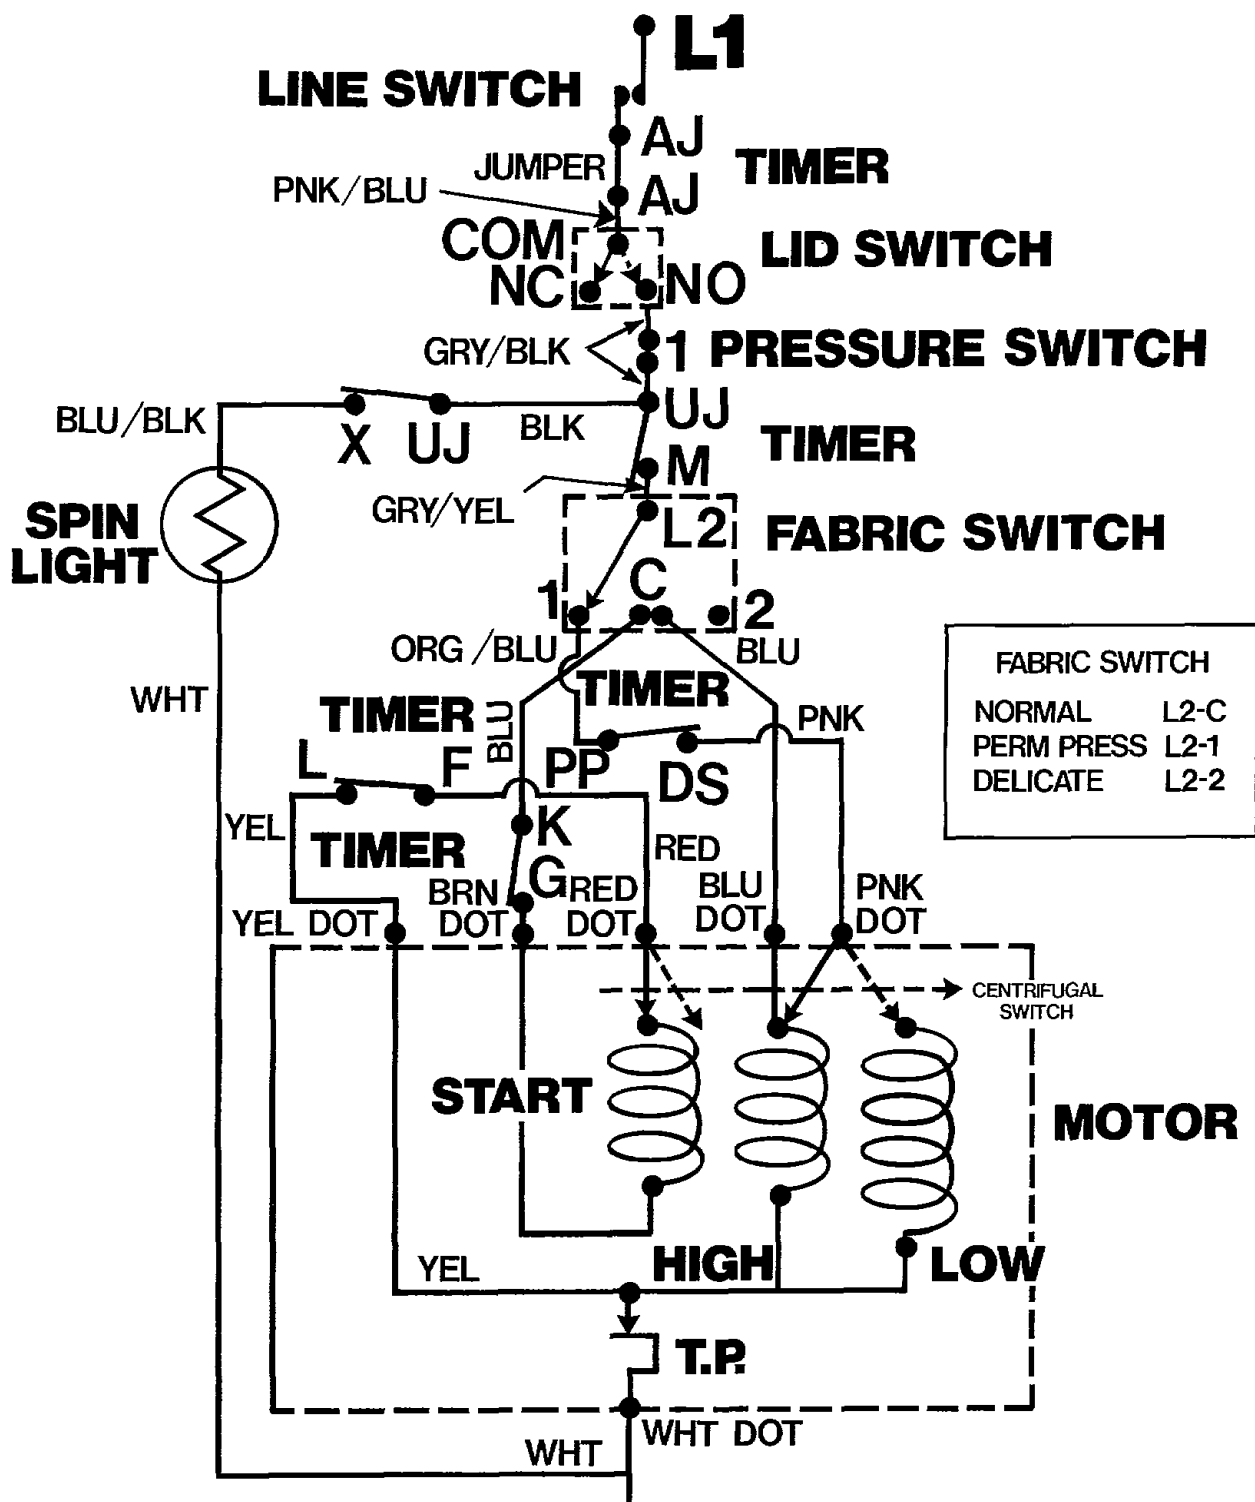 L1
LINE SWITCH
AJ
TIMER
JUMPER
PNK/BLU
AJ
COM
LID SWITCH
NC
NO
GRY/BLK
1 PRESSURE SWITCH
BLU/BLK
X
UJ
BLK
UJ
TIMER
M
GRY/YEL
SPIN
LIGHT
L2
FABRIC SWITCH
C
1
2
ORG/BLU
BLU
FABRIC SWITCH
NORMAL L2-C
PERM PRESS L2-1
DELICATE L2-2
WHT
TIMER
TIMER
BLU
PNK
L
F
PP
DS
YEL
TIMER
K
RED
G
BRN
DOT
RED
DOT
BLU
DOT
PNK
DOT
YEL DOT
CENTRIFUGAL
SWITCH
START
MOTOR
YEL
HIGH
LOW
T.P.
WHT DOT
WHT